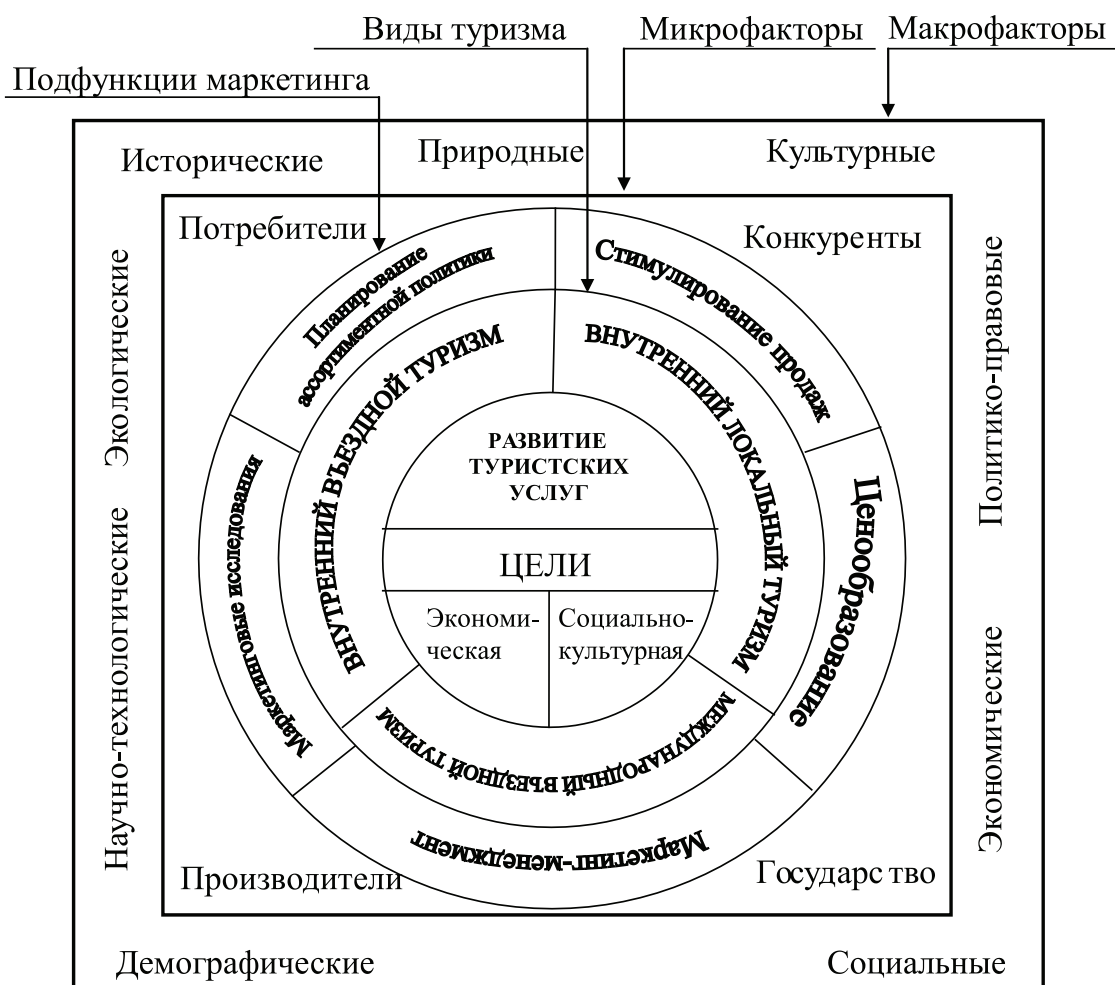 Виды туризма
Микрофакторы
Макрофакторы
Подфункции маркетинга
Исторические
Природные
Культурные
Потребители
Конкуренты
Экологические
Научно-технологические
Политико-правовые
Экономические
Планирование
ассортиментной политики
Стимулирование продаж
Ценообразование
Маркетинг-менеджмент
Маркетинговые исследования
ВНУТРЕННИЙ ВЪЕЗДНОЙ ТУРИЗМ
ВНУТРЕННИЙ ЛОКАЛЬНЫЙ ТУРИЗМ
МЕЖДУНАРОДНЫЙ ВЪЕЗДНОЙ ТУРИЗМ
РАЗВИТИЕ
ТУРИСТСКИХ
УСЛУГ
ЦЕЛИ
Экономи-
ческая
Социально-
культурная
Производители
Государство
Демографические
Социальные